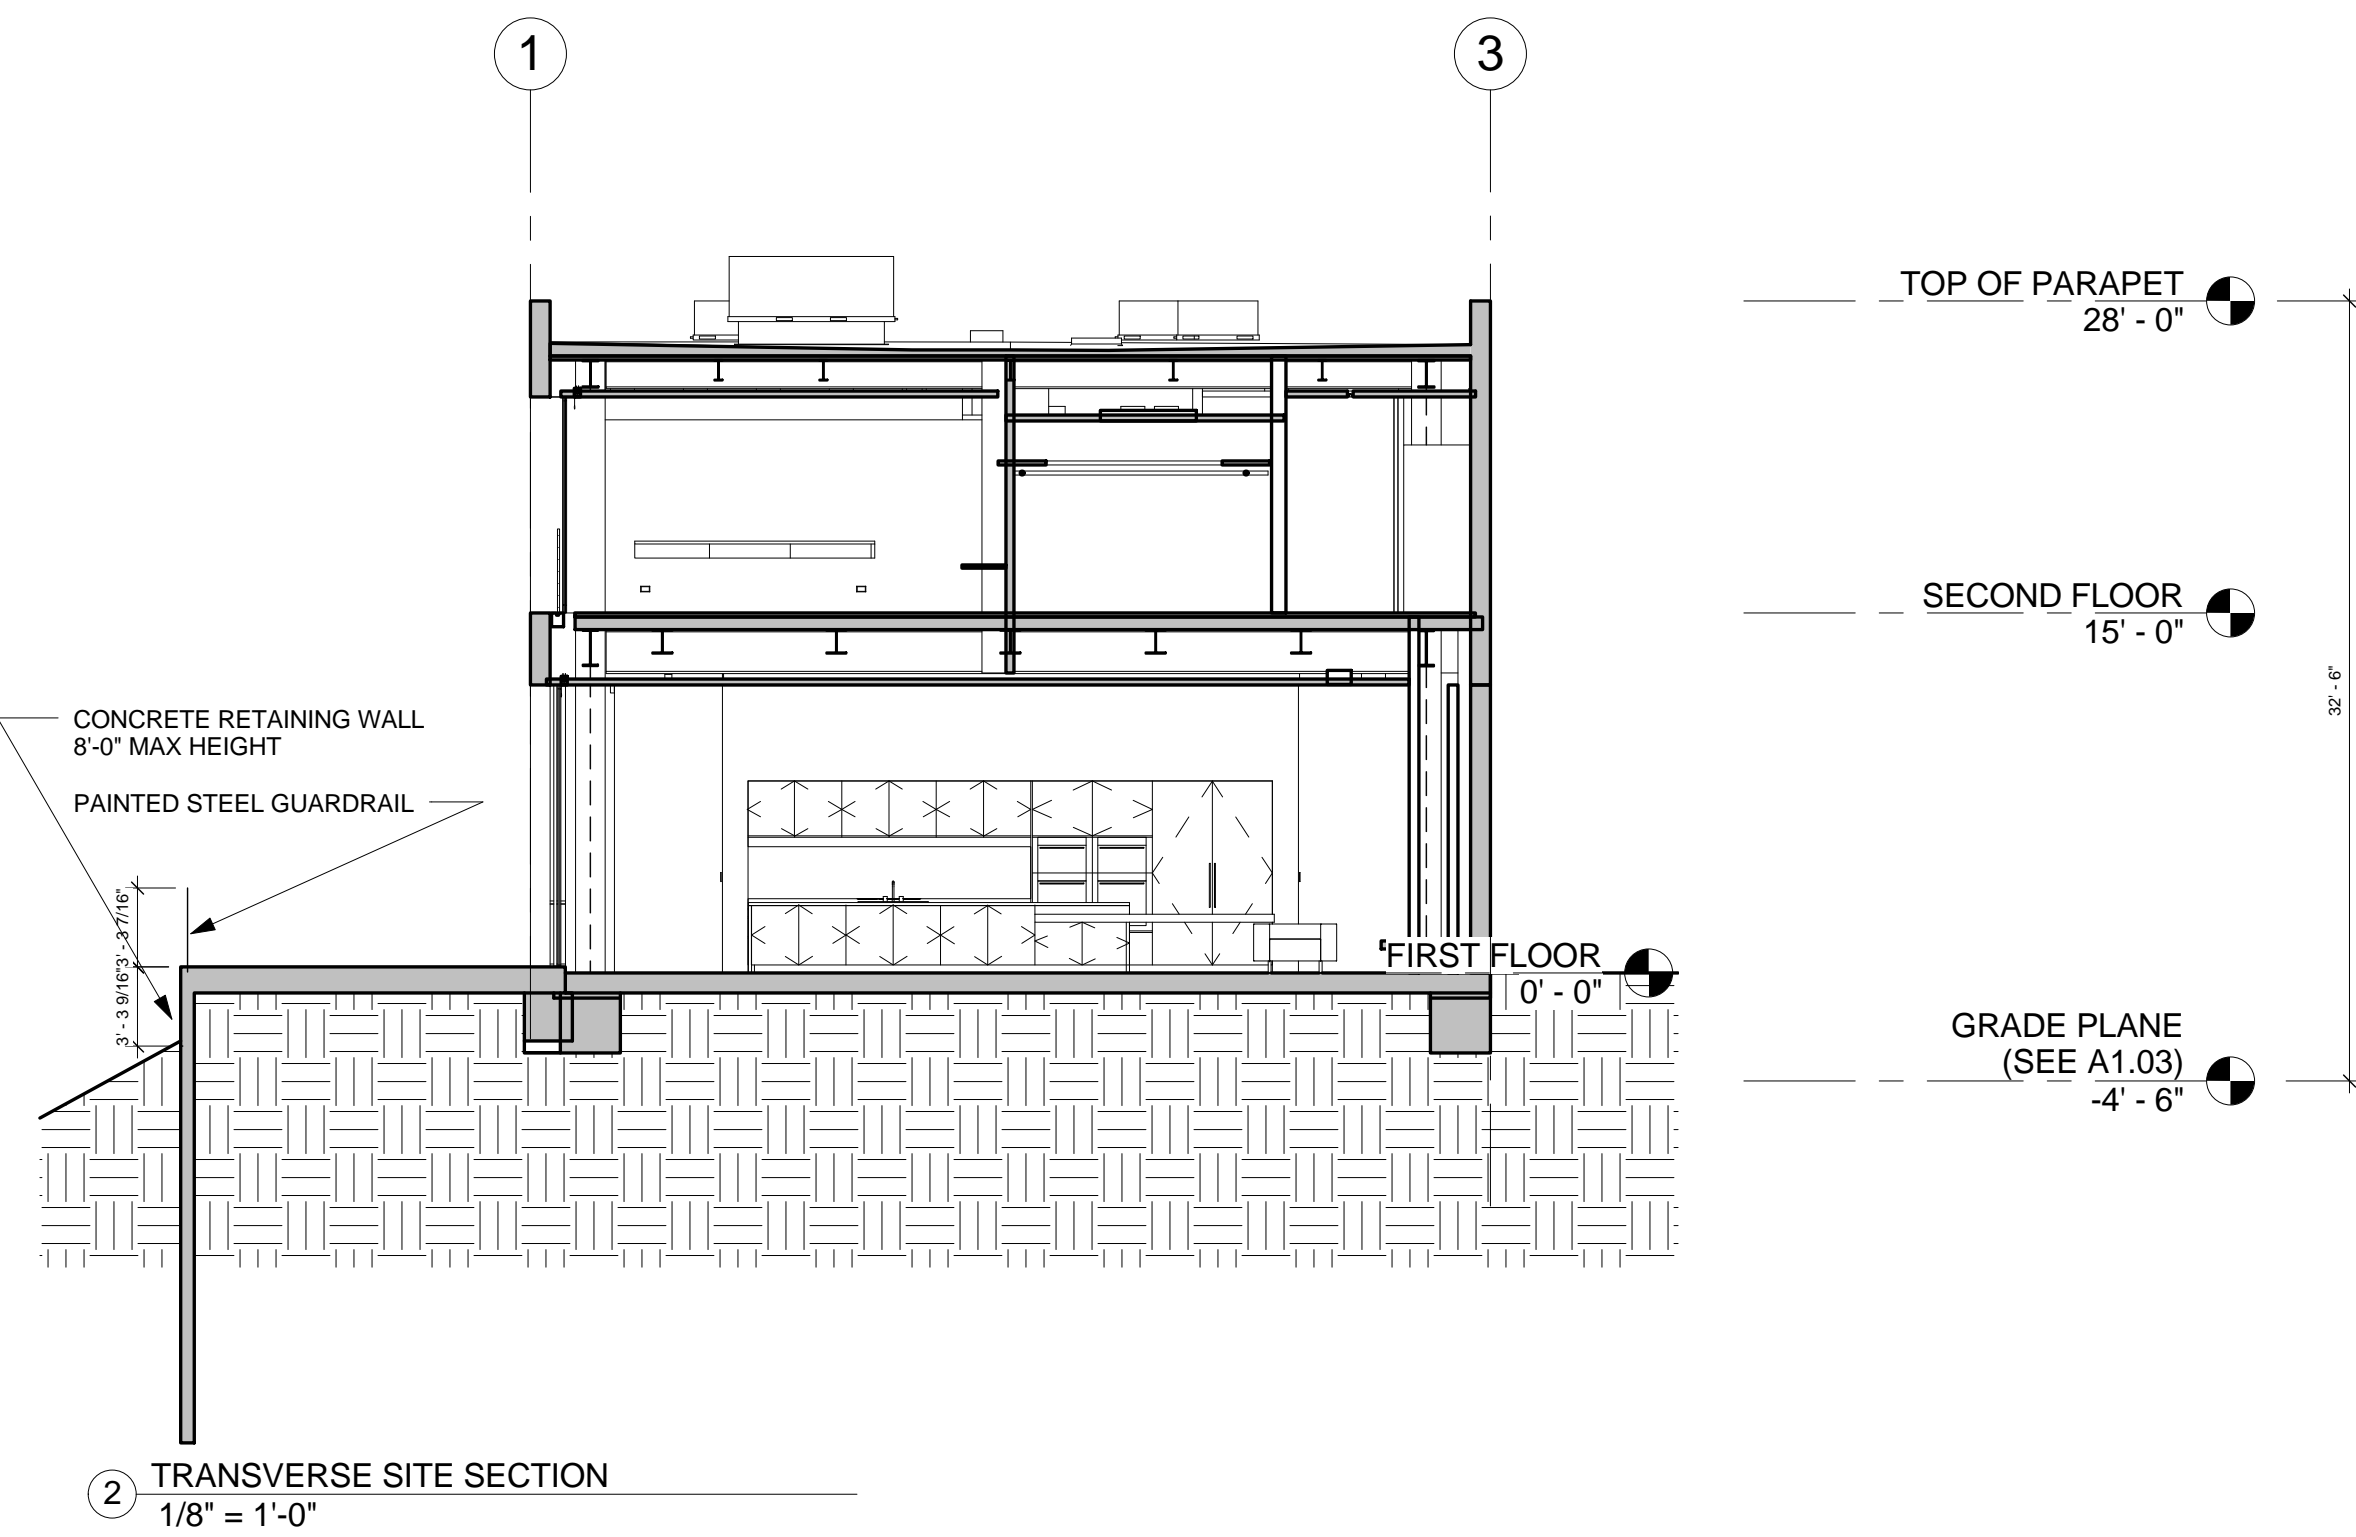 1
3
TOP OF PARAPET
28' - 0"
SECOND FLOOR
15' - 0"
32' - 6"
CONCRETE RETAINING WALL
8'-0" MAX HEIGHT
PAINTED STEEL GUARDRAIL
3' - 3 7/16"
3' - 3 9/16"
FIRST FLOOR
0' - 0"
GRADE PLANE
(SEE A1.03)
-4' - 6"
2
TRANSVERSE SITE SECTION
1/8" = 1'-0"